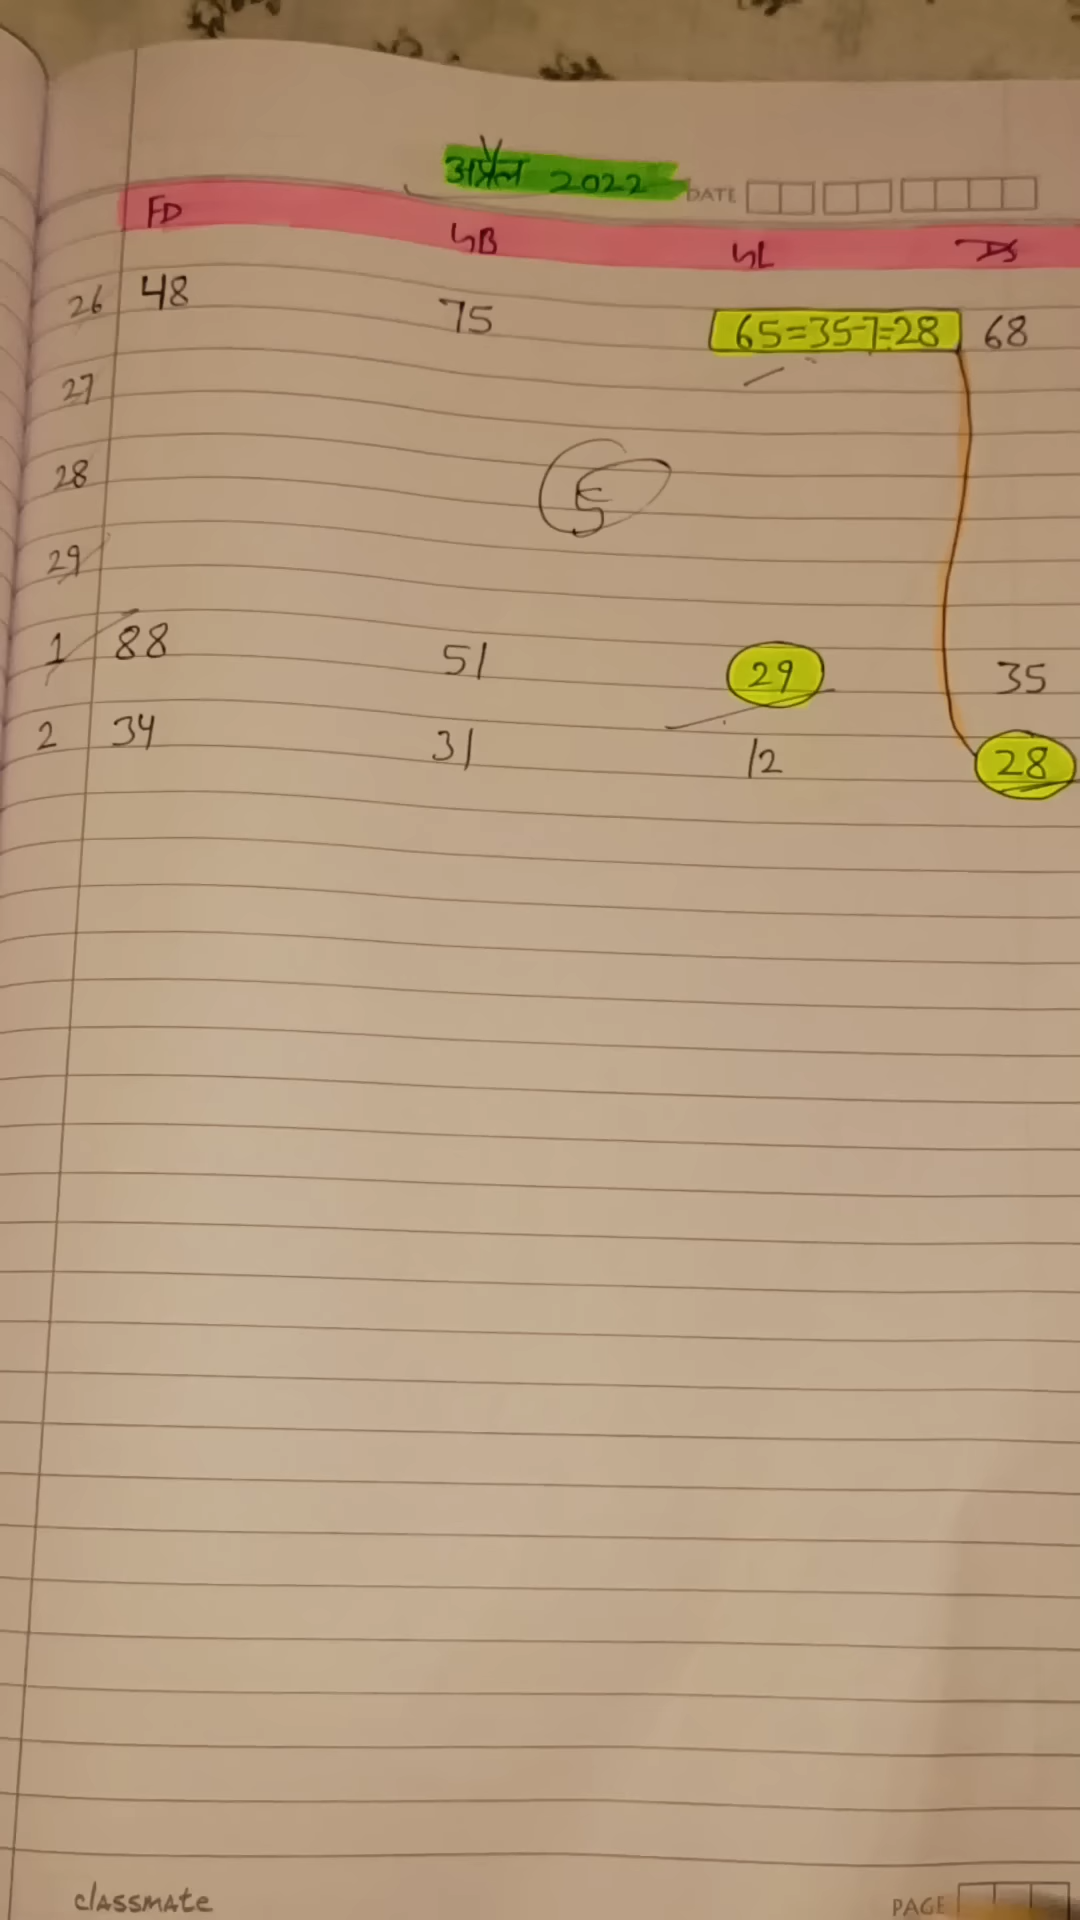 अप्रैल 2022
DATE
FD GB GL DS
26 48 75 65=35-7=28 68
27
28
5
29
1 88 51 29 35
2 34 31 12 28
classmate
PAGE